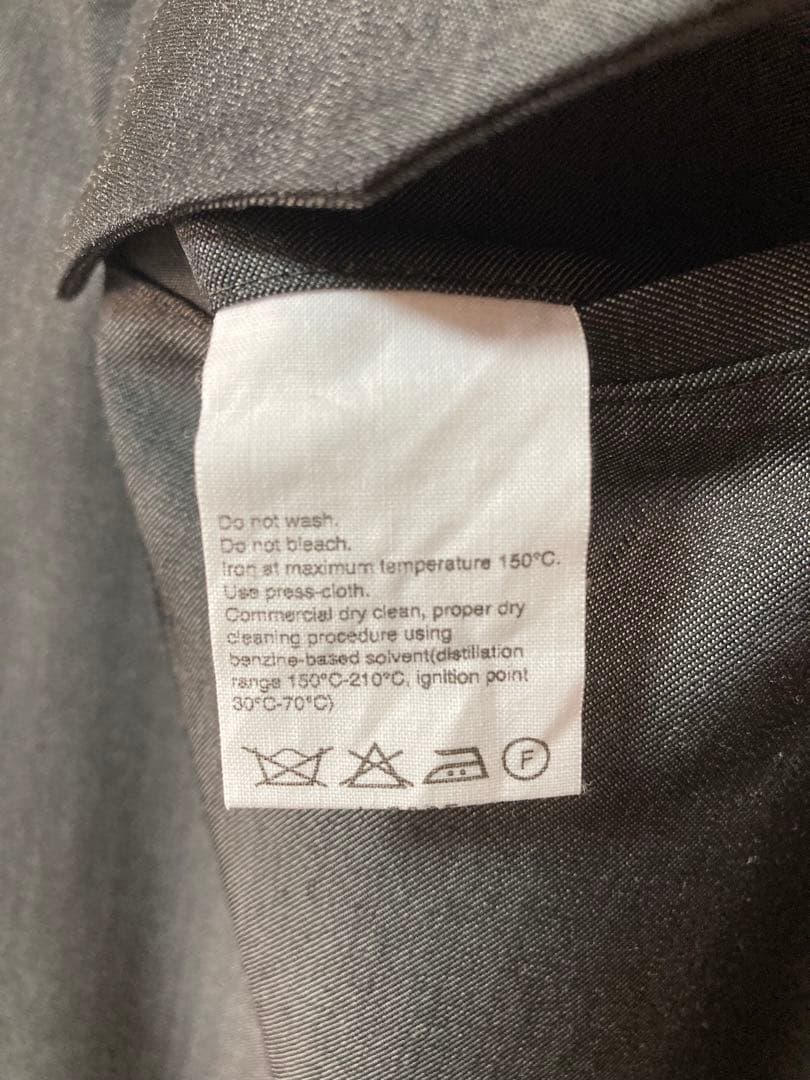 Do not wash.
Do not bleach.
Iron at maximum temperature 150°C.
Use press-cloth.
Commercial dry clean, proper dry
cleaning procedure using
benzine-based solvent(distillation
range 150°C-210°C, ignition point
30°C-70°C)
F